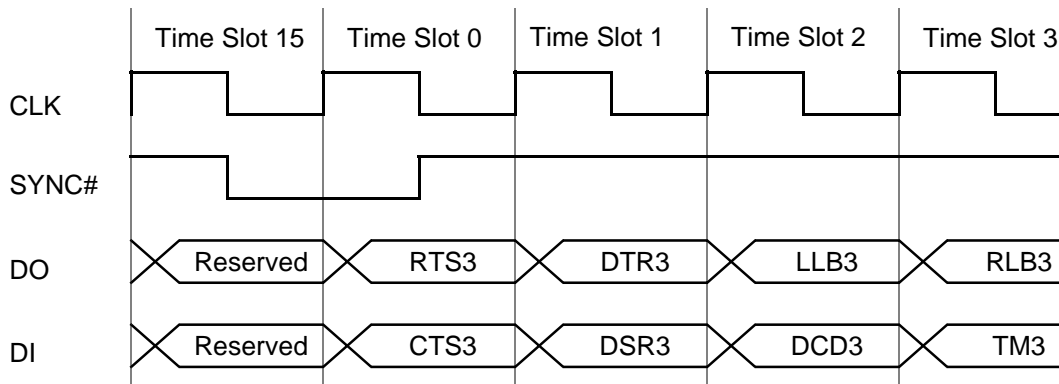 Time Slot 15 Time Slot 0 Time Slot 1 Time Slot 2 Time Slot 3
CLK
SYNC#
DO Reserved RTS3 DTR3 LLB3 RLB3
DI Reserved CTS3 DSR3 DCD3 TM3